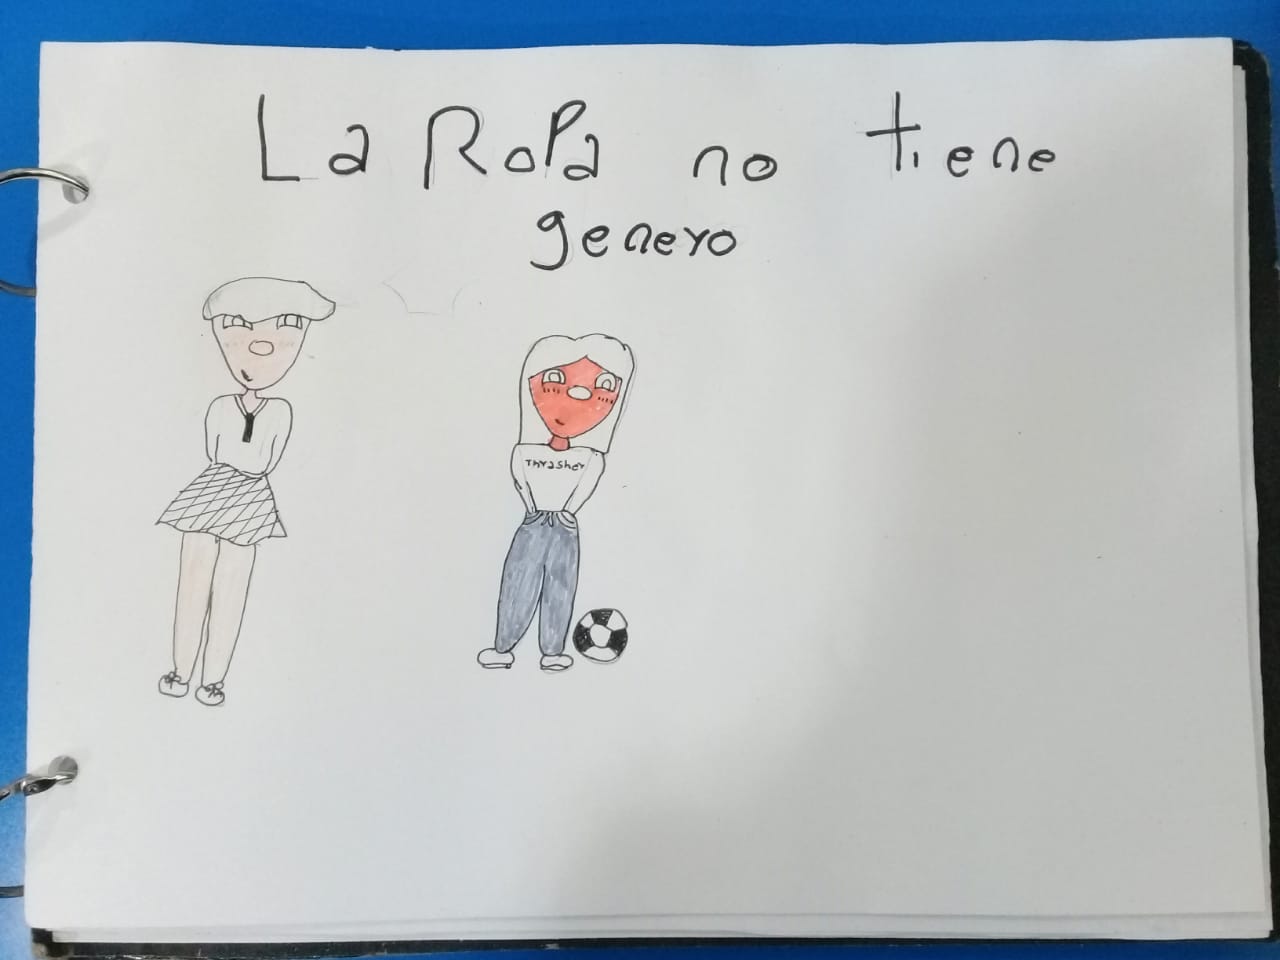 La Ropa no tiene
genero
Thrasher